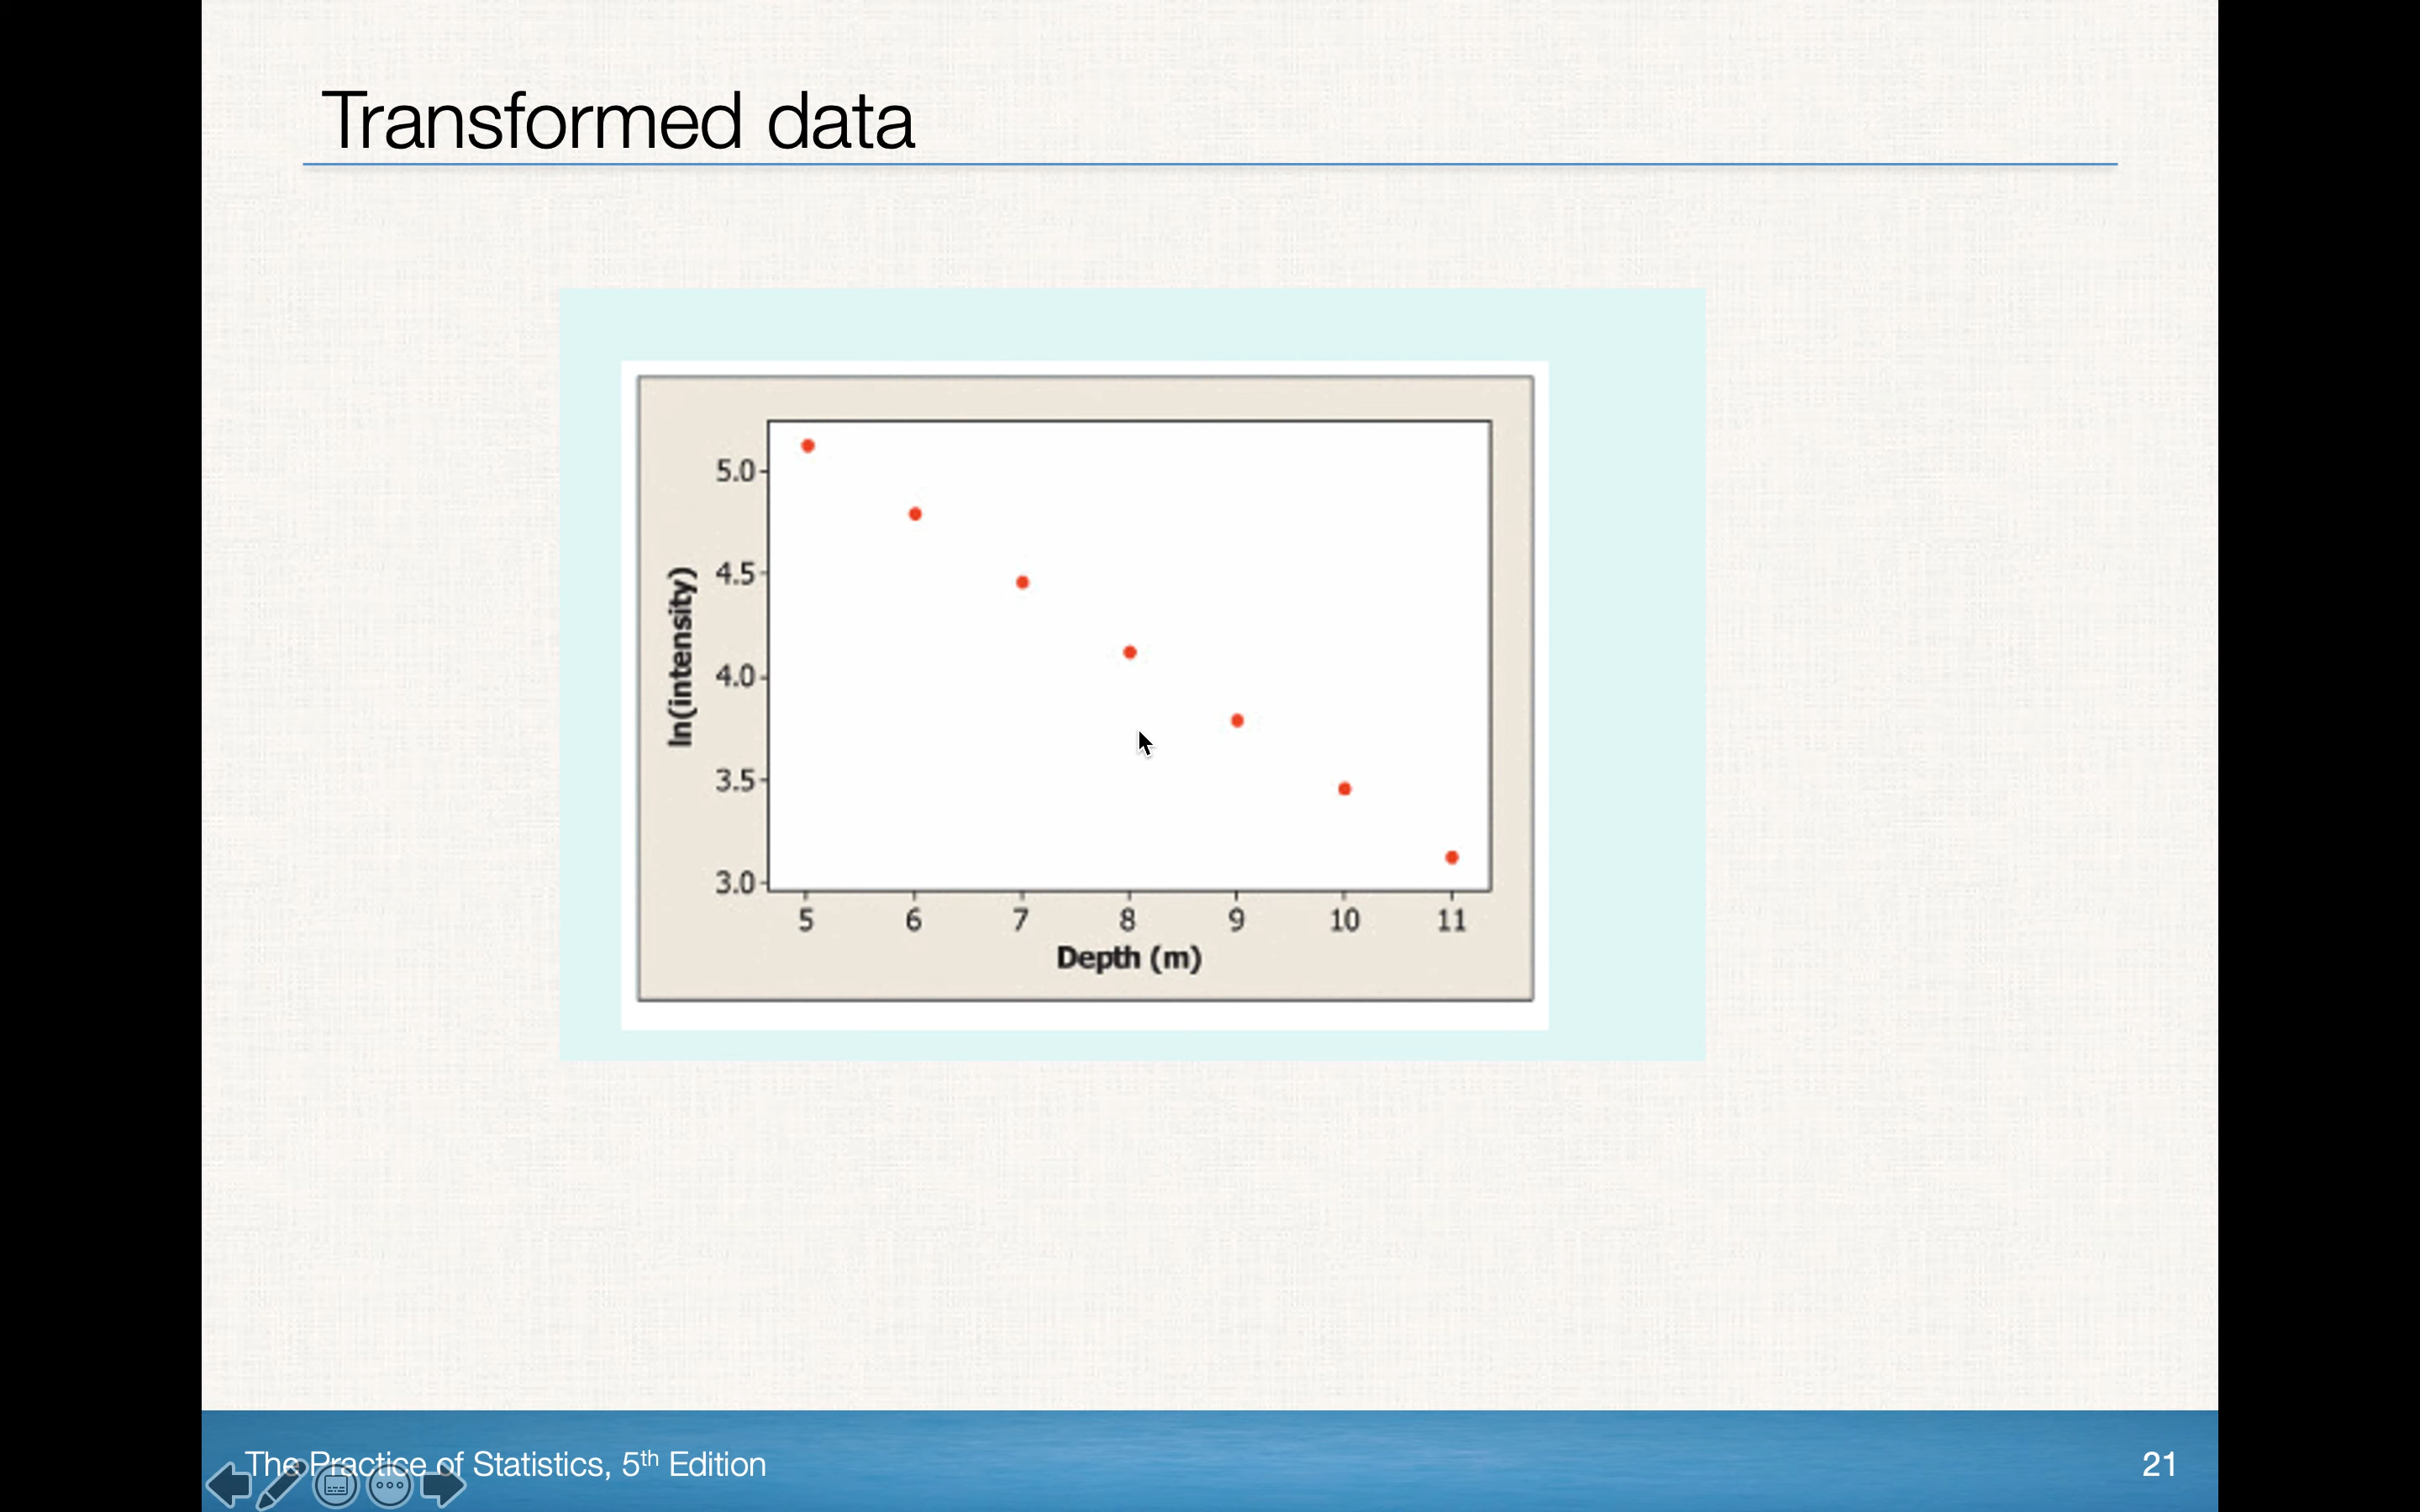 Transformed data
5.0
4.5
4.0
3.5
3.0
ln(intensity)
5 6 7 8 9 10 11
Depth (m)
The Practice of Statistics, 5th Edition
21